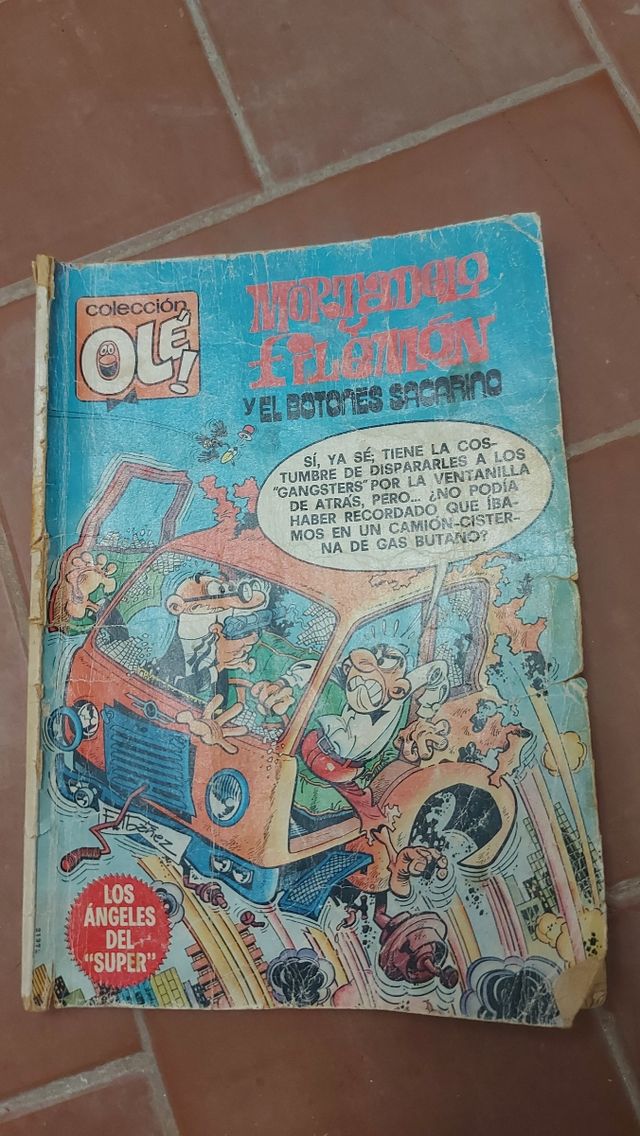 colección
OLÉ!
MORTADELO
Y
FILEMÓN
Y EL BOTONES SACARINO
SÍ, YA SÉ; TIENE LA COS-
TUMBRE DE DISPARARLES A LOS
"GANGSTERS" POR LA VENTANILLA
DE ATRÁS, PERO... ¿NO PODÍA
HABER RECORDADO QUE ÍBA-
MOS EN UN CAMIÓN-CISTER-
NA DE GAS BUTANO?
LOS
ÁNGELES
DEL
"SUPER"